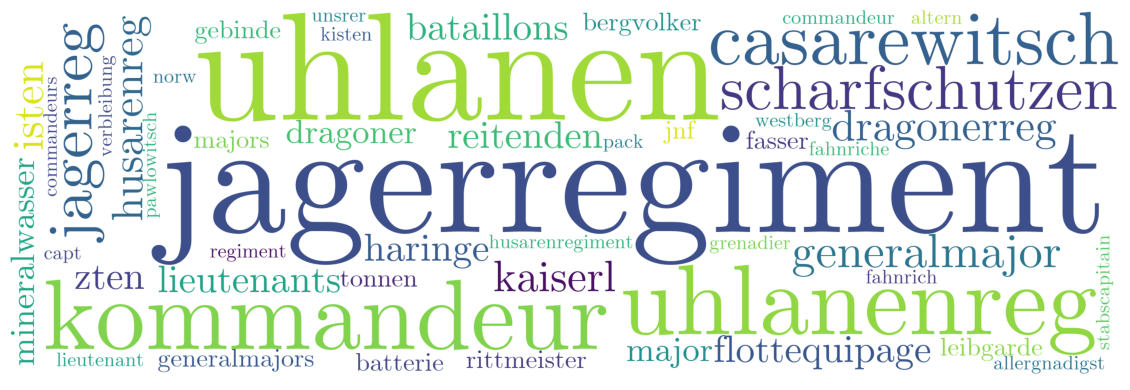 unsrer
commandeur
altern
gebinde
kisten
bataillons
bergvolker
uhlanen
casarewitsch
isten
jagerreg
husarenreg
norw
scharfschutzen
commandeurs
verbleibung
pawlowitsch
majors
dragoner
reitenden
pack
jnf
westberg
fasser
fahnriche
dragonerreg
jagerregiment
mineralwasser
capt
regiment
haringe
husarenregiment
grenadier
generalmajor
zten
lieutenants
tonnen
kaiserl
fahnrich
stabscapitain
kommandeur
uhlanenreg
lieutenant
generalmajors
batterie
rittmeister
major
flottequipage
leibgarde
allergnadigst